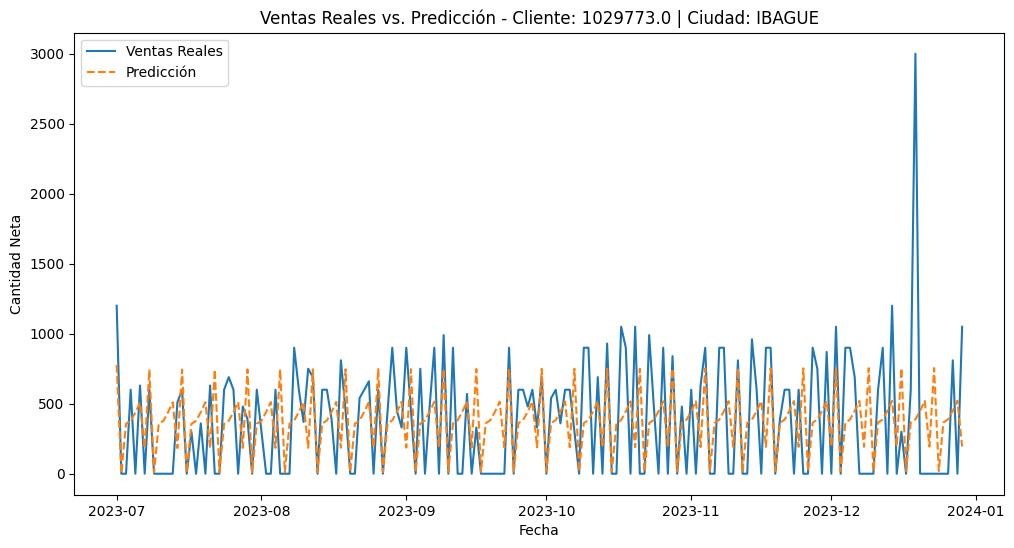 Ventas Reales vs. Predicción - Cliente: 1029773.0 | Ciudad: IBAGUE
Ventas Reales
Predicción
Cantidad Neta
3000
2500
2000
1500
1000
500
0
2023-07
2023-08
2023-09
2023-10
2023-11
2023-12
2024-01
Fecha